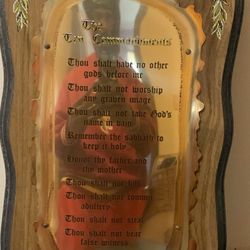 The
Ten Commandments
Thou shalt have no other
gods before me
Thou shalt not worship
any graven image
Thou shalt not take God's
name in vain
Remember the sabbath to
keep it holy
Honor thy father and
thy mother
Thou shalt not kill
Thou shalt not commit
adultery
Thou shalt not steal
Thou shalt not bear
false witness